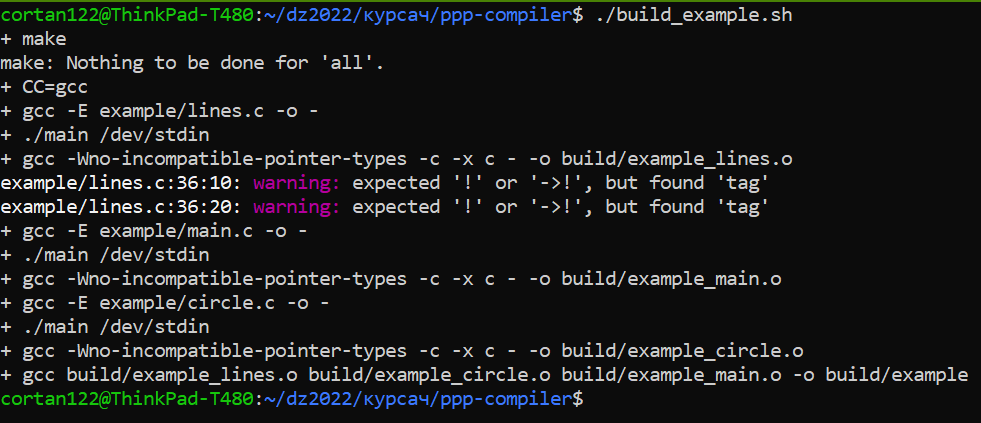 cortan122@ThinkPad-T480:~/dz2022/курсач/ppp-compiler$ ./build_example.sh
+ make
make: Nothing to be done for 'all'.
+ CC=gcc
+ gcc -E example/lines.c -o -
+ ./main /dev/stdin
+ gcc -Wno-incompatible-pointer-types -c -x c - -o build/example_lines.o
example/lines.c:36:10: warning: expected '!' or '->!', but found 'tag'
example/lines.c:36:20: warning: expected '!' or '->!', but found 'tag'
+ gcc -E example/main.c -o -
+ ./main /dev/stdin
+ gcc -Wno-incompatible-pointer-types -c -x c - -o build/example_main.o
+ gcc -E example/circle.c -o -
+ ./main /dev/stdin
+ gcc -Wno-incompatible-pointer-types -c -x c - -o build/example_circle.o
+ gcc build/example_lines.o build/example_circle.o build/example_main.o -o build/example
cortan122@ThinkPad-T480:~/dz2022/курсач/ppp-compiler$